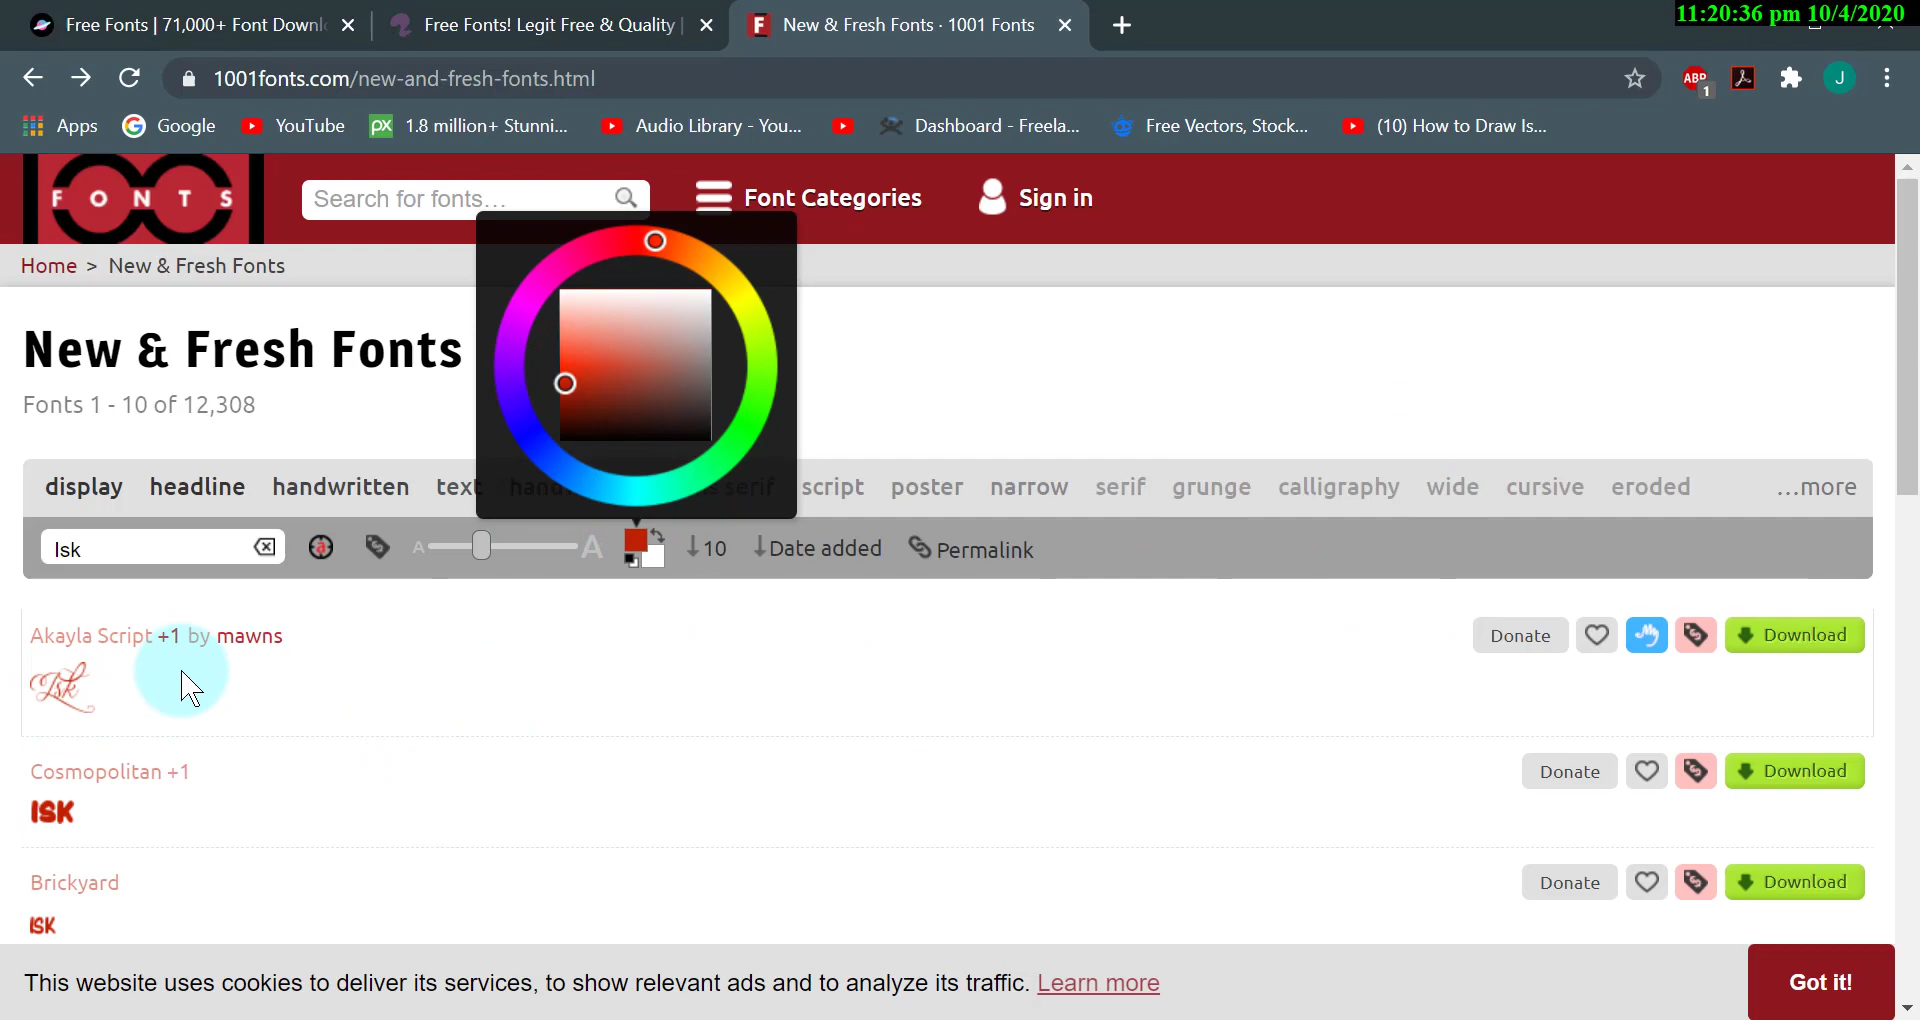 11:20:36 pm 10/4/2020
Free Fonts | 71,000+ Font Downl
Free Fonts! Legit Free & Quality |
F New & Fresh Fonts · 1001 Fonts
1001fonts.com/new-and-fresh-fonts.html
ABP 1 J
Apps Google YouTube px 1.8 million+ Stunni... Audio Library - You... Dashboard - Freela... Free Vectors, Stock... (10) How to Draw Is...
FONTS
Search for fonts...
Font Categories
Sign in
Home > New & Fresh Fonts
New & Fresh Fonts
Fonts 1 - 10 of 12,308
display headline handwritten text serif script poster narrow serif grunge calligraphy wide cursive eroded ...more
Isk a A A 10 Date added Permalink
Akayla Script +1 by mawns
Donate Download
Isk
Cosmopolitan +1
Donate Download
ISK
Brickyard
Donate Download
ISK
This website uses cookies to deliver its services, to show relevant ads and to analyze its traffic. Learn more
Got it!